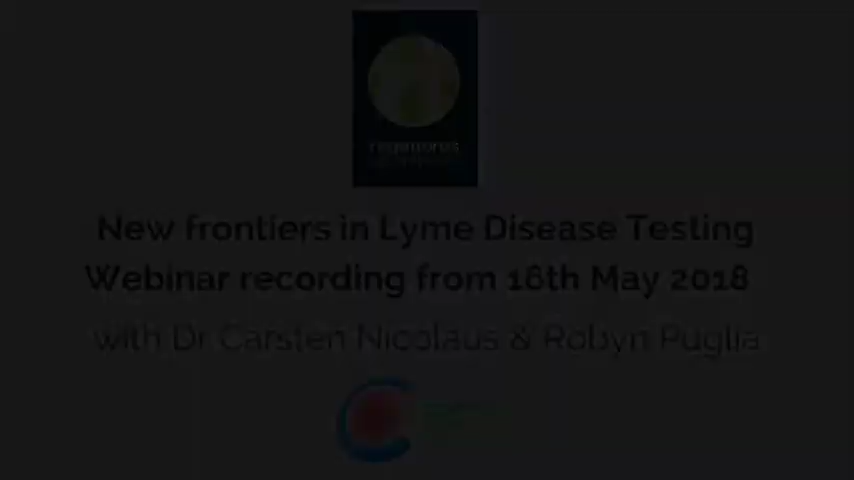 New frontiers in Lyme Disease Testing
Webinar recording from 16th May 2018
with Dr Carsten Nicolaus & Robyn Puglia